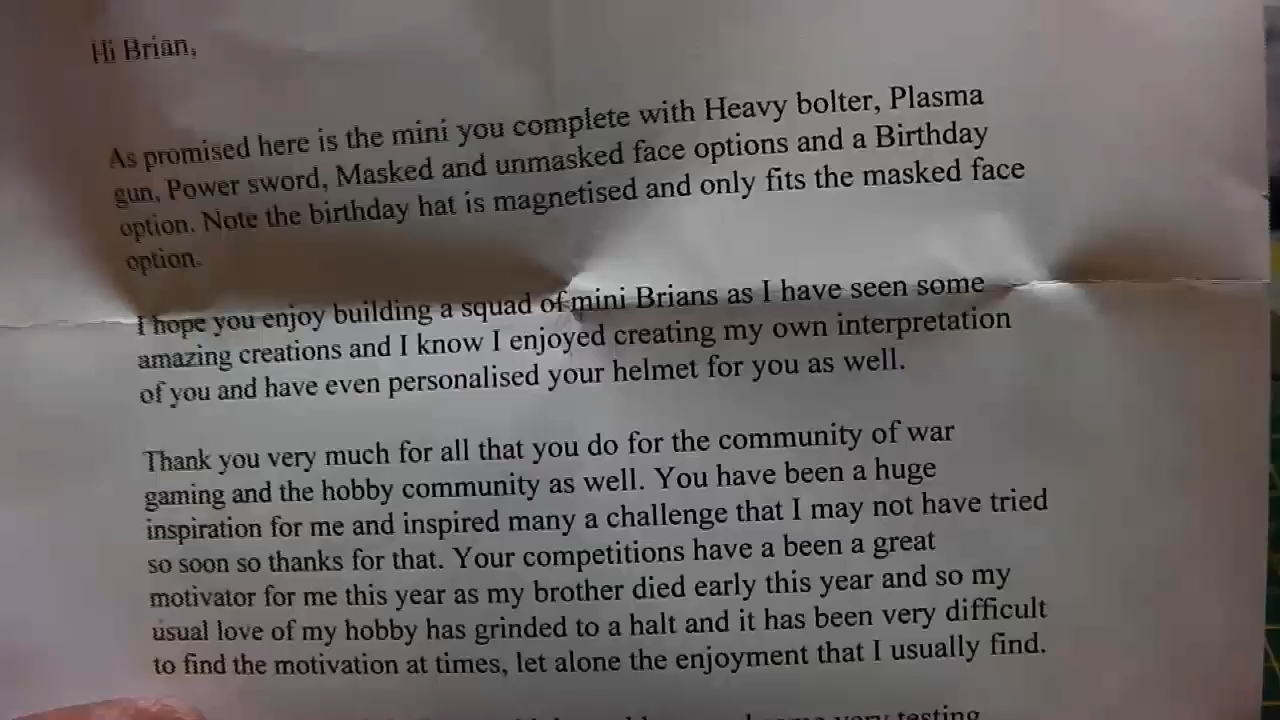 Hi Brian,
As promised here is the mini you complete with Heavy bolter, Plasma
gun, Power sword, Masked and unmasked face options and a Birthday
option. Note the birthday hat is magnetised and only fits the masked face
option.
I hope you enjoy building a squad of mini Brians as I have seen some
amazing creations and I know I enjoyed creating my own interpretation
of you and have even personalised your helmet for you as well.
Thank you very much for all that you do for the community of war
gaming and the hobby community as well. You have been a huge
inspiration for me and inspired many a challenge that I may not have tried
so soon so thanks for that. Your competitions have a been a great
motivator for me this year as my brother died early this year and so my
usual love of my hobby has grinded to a halt and it has been very difficult
to find the motivation at times, let alone the enjoyment that I usually find.
very testing